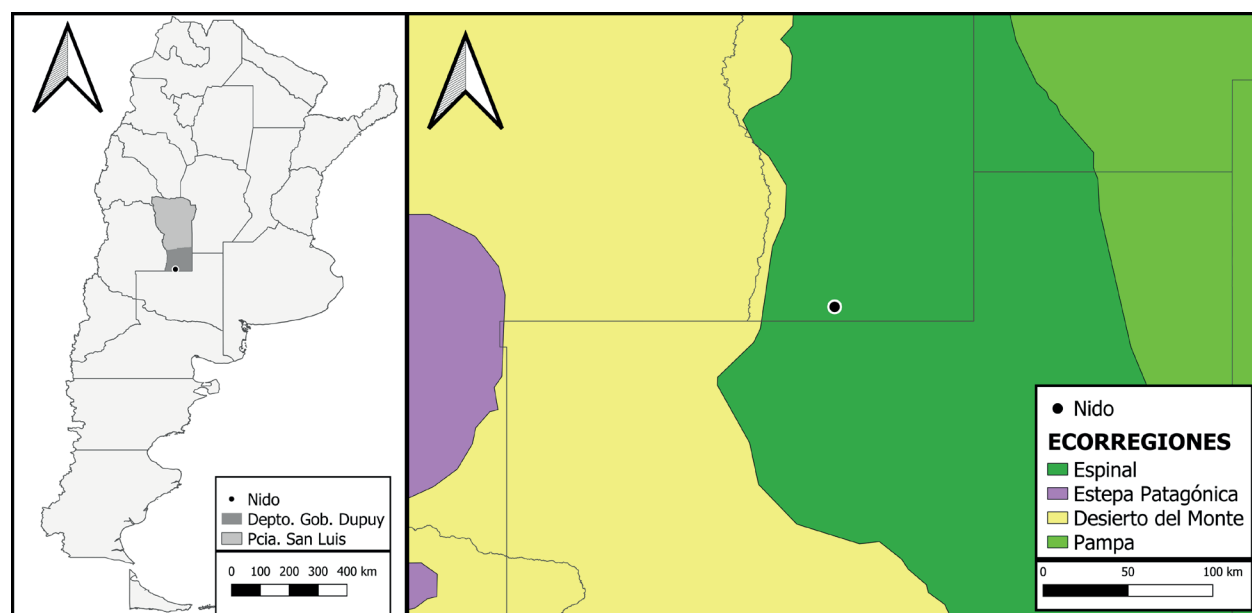 Nido
Depto. Gob. Dupuy
Pcia. San Luis
0 100 200 300 400 km
Nido
ECORREGIONES
Espinal
Estepa Patagónica
Desierto del Monte
Pampa
0 50 100 km